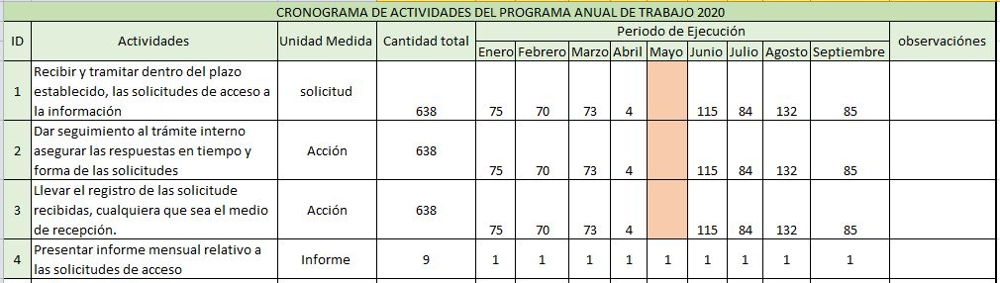 CRONOGRAMA DE ACTIVIDADES DEL PROGRAMA ANUAL DE TRABAJO 2020
ID Actividades Unidad Medida Cantidad total Periodo de Ejecución observaciónes
Enero Febrero Marzo Abril Mayo Junio Julio Agosto Septiembre
Recibir y tramitar dentro del plazo
establecido, las solicitudes de acceso a
la información
1 solicitud 638 75 70 73 4 115 84 132 85
Dar seguimiento al trámite interno
asegurar las respuestas en tiempo y
forma de las solicitudes
2 Acción 638 75 70 73 4 115 84 132 85
Llevar el registro de las solicitude
recibidas, cualquiera que sea el medio
de recepción.
3 Acción 638 75 70 73 4 115 84 132 85
Presentar informe mensual relativo a
las solicitudes de acceso
4 Informe 9 1 1 1 1 1 1 1 1 1